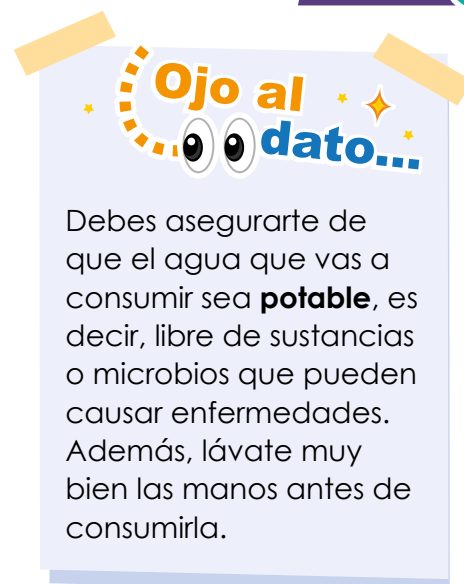 Ojo al
dato...
Debes asegurarte de
que el agua que vas a
consumir sea potable, es
decir, libre de sustancias
o microbios que pueden
causar enfermedades.
Además, lávate muy
bien las manos antes de
consumirla.